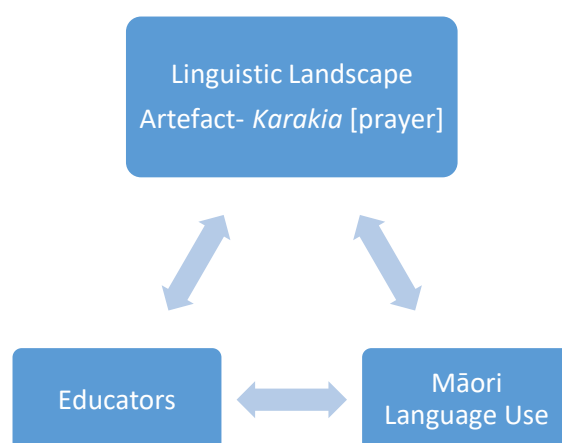 Linguistic Landscape
Artefact- Karakia [prayer]
Educators
Māori
Language Use